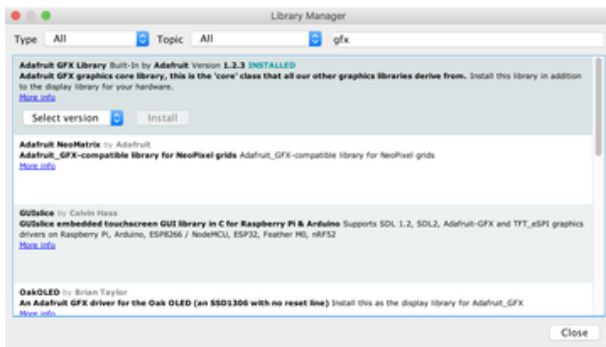 Library Manager
Type All Topic All gfx
Adafruit GFX Library Built-In by Adafruit Version 1.2.3 INSTALLED
Adafruit GFX graphics core library, this is the 'core' class that all our other graphics libraries derive from. Install this library in addition
to the display library for your hardware.
More info
Select version Install
Adafruit NeoMatrix by Adafruit
Adafruit_GFX-compatible library for NeoPixel grids Adafruit_GFX-compatible library for NeoPixel grids
More info
GUIslice by Calvin Hass
GUIslice embedded touchscreen GUI library in C for Raspberry Pi & Arduino Supports SDL 1.2, SDL2, Adafruit-GFX and TFT_eSPI graphics
drivers on Raspberry Pi, Arduino, ESP8266 / NodeMCU, ESP32, Feather M0, nRF52
More info
OakOLED by Brian Taylor
An Adafruit GFX driver for the Oak OLED (an SSD1306 with no reset line) Install this as the display library for Adafruit_GFX
More info
Close